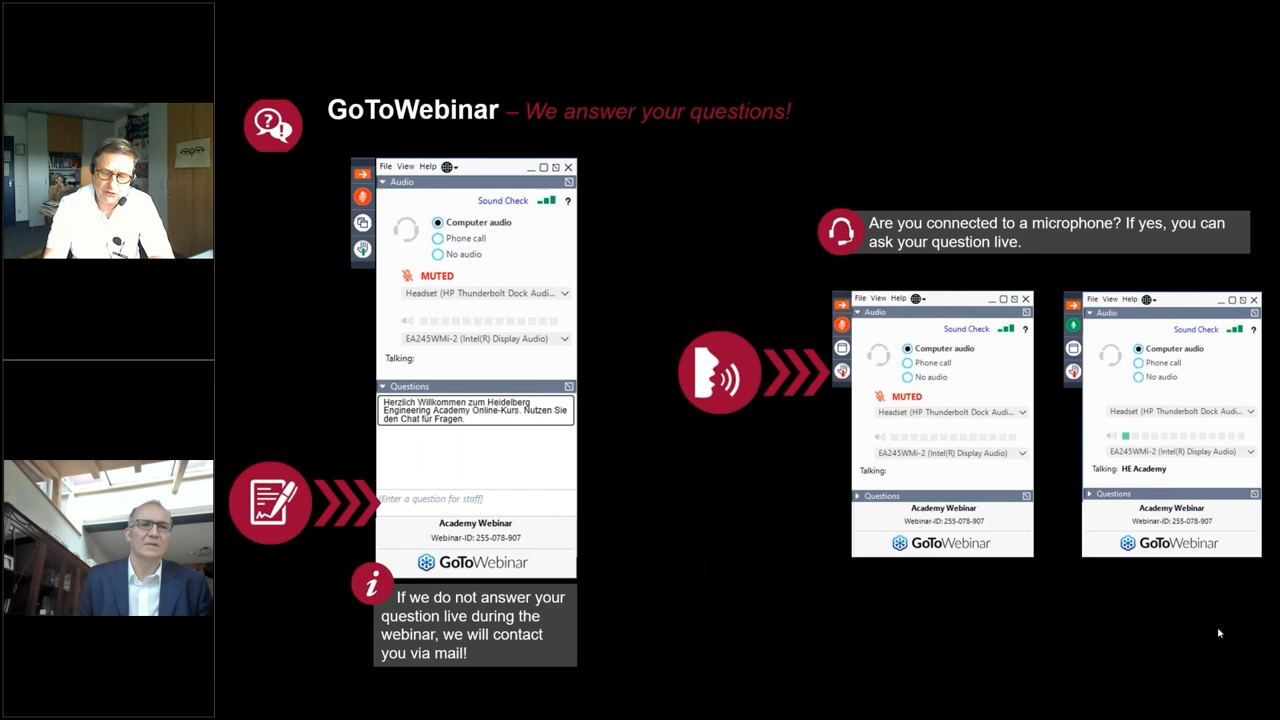 GoToWebinar – We answer your questions!
File View Help
Audio
Sound Check ?
Computer audio
Phone call
No audio
MUTED
Headset (HP Thunderbolt Dock Audi...
EA245WMi-2 (Intel(R) Display Audio)
Talking:
Questions
Herzlich Willkommen zum Heidelberg
Engineering Academy Online-Kurs. Nutzen Sie
den Chat für Fragen.
[Enter a question for staff]
Academy Webinar
Webinar-ID: 255-078-907
GoToWebinar
i If we do not answer your
question live during the
webinar, we will contact
you via mail!
Are you connected to a microphone? If yes, you can
ask your question live.
File View Help
Audio
Sound Check ?
Computer audio
Phone call
No audio
MUTED
Headset (HP Thunderbolt Dock Audi...
EA245WMi-2 (Intel(R) Display Audio)
Talking:
Questions
Academy Webinar
Webinar-ID: 255-078-907
GoToWebinar
File View Help
Audio
Sound Check ?
Computer audio
Phone call
No audio
Headset (HP Thunderbolt Dock Audi...
EA245WMi-2 (Intel(R) Display Audio)
Talking: HE Academy
Questions
Academy Webinar
Webinar-ID: 255-078-907
GoToWebinar